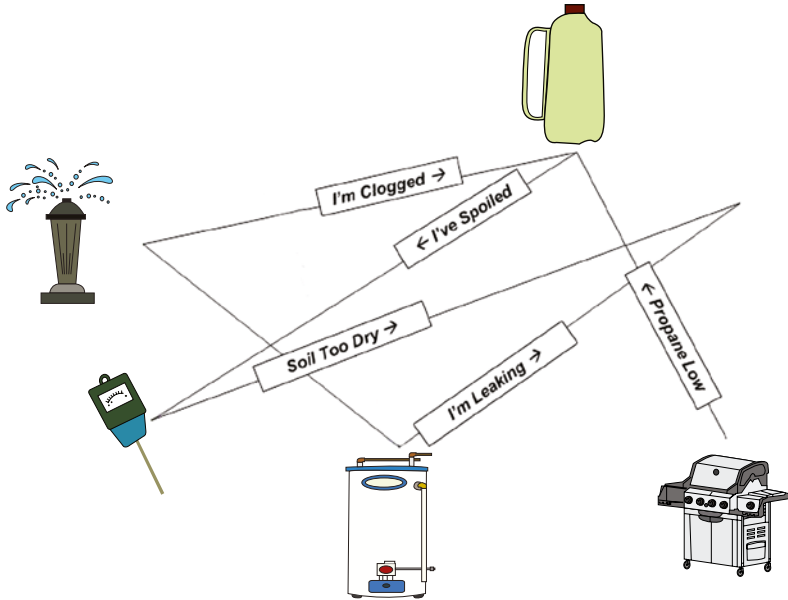 I'm Clogged →
← I've Spoiled
Soil Too Dry →
I'm Leaking →
← Propane Low